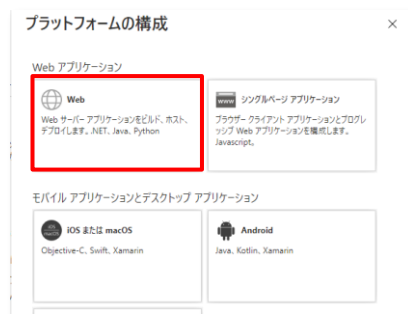 プラットフォームの構成
Web アプリケーション
Web
Web サーバー アプリケーションをビルド、ホスト、
デプロイします。.NET、Java、Python
www
シングルページ アプリケーション
ブラウザー クライアント アプリケーションとプログレ
ッシブ Web アプリケーションを構成します。
Javascript。
モバイル アプリケーションとデスクトップ アプリケーション
iOS または macOS
Objective-C、Swift、Xamarin
Android
Java、Kotlin、Xamarin